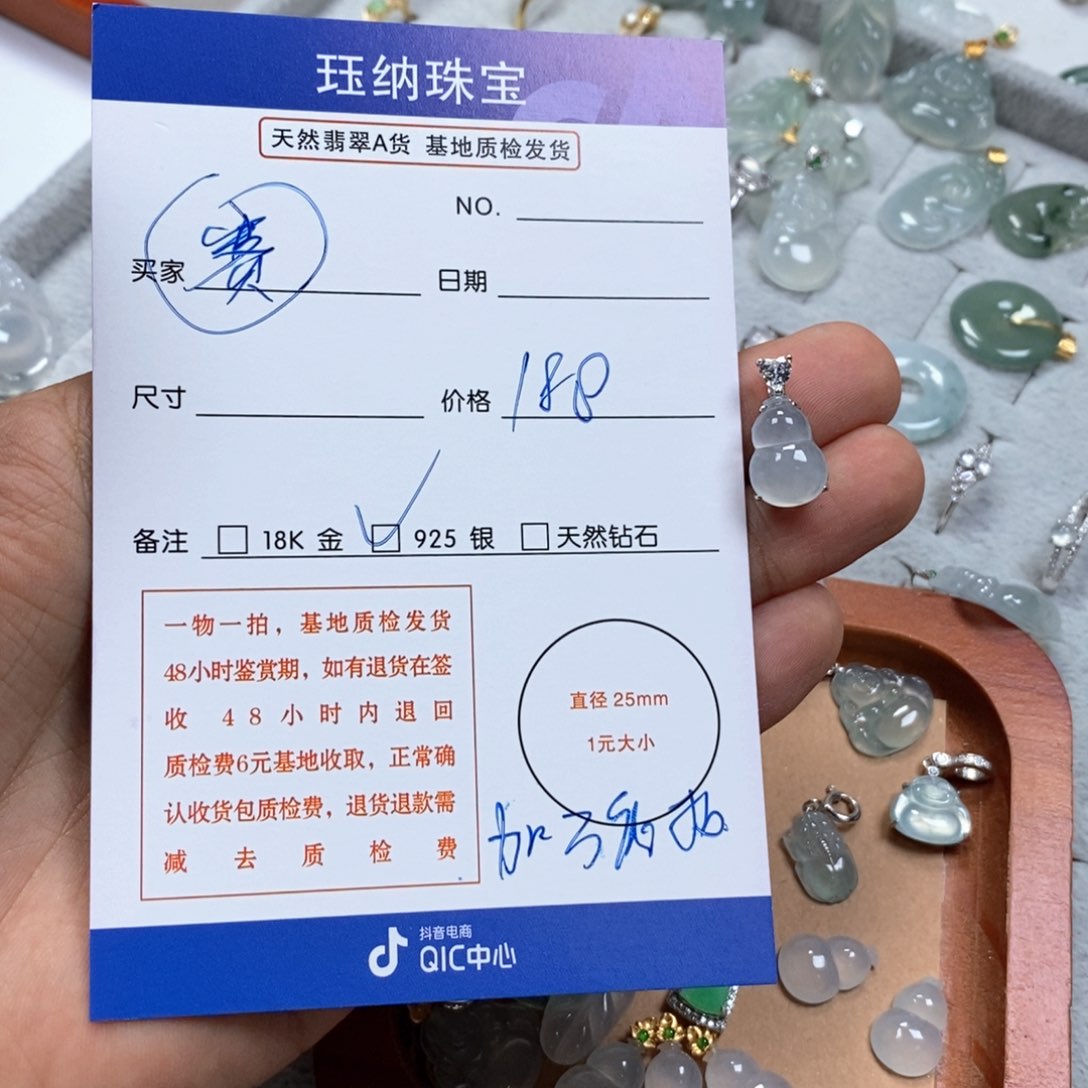 珏纳珠宝
天然翡翠A货 基地质检发货
NO.
买家 赛
日期
尺寸
价格 188
备注 18K 金 925 银 天然钻石
一物一拍，基地质检发货
48小时鉴赏期，如有退货在签
收 48小时内退回
质检费6元基地收取，正常确
认收货包质检费，退货退款需
减去质检费
直径 25mm
1元大小
抖音电商
QIC中心